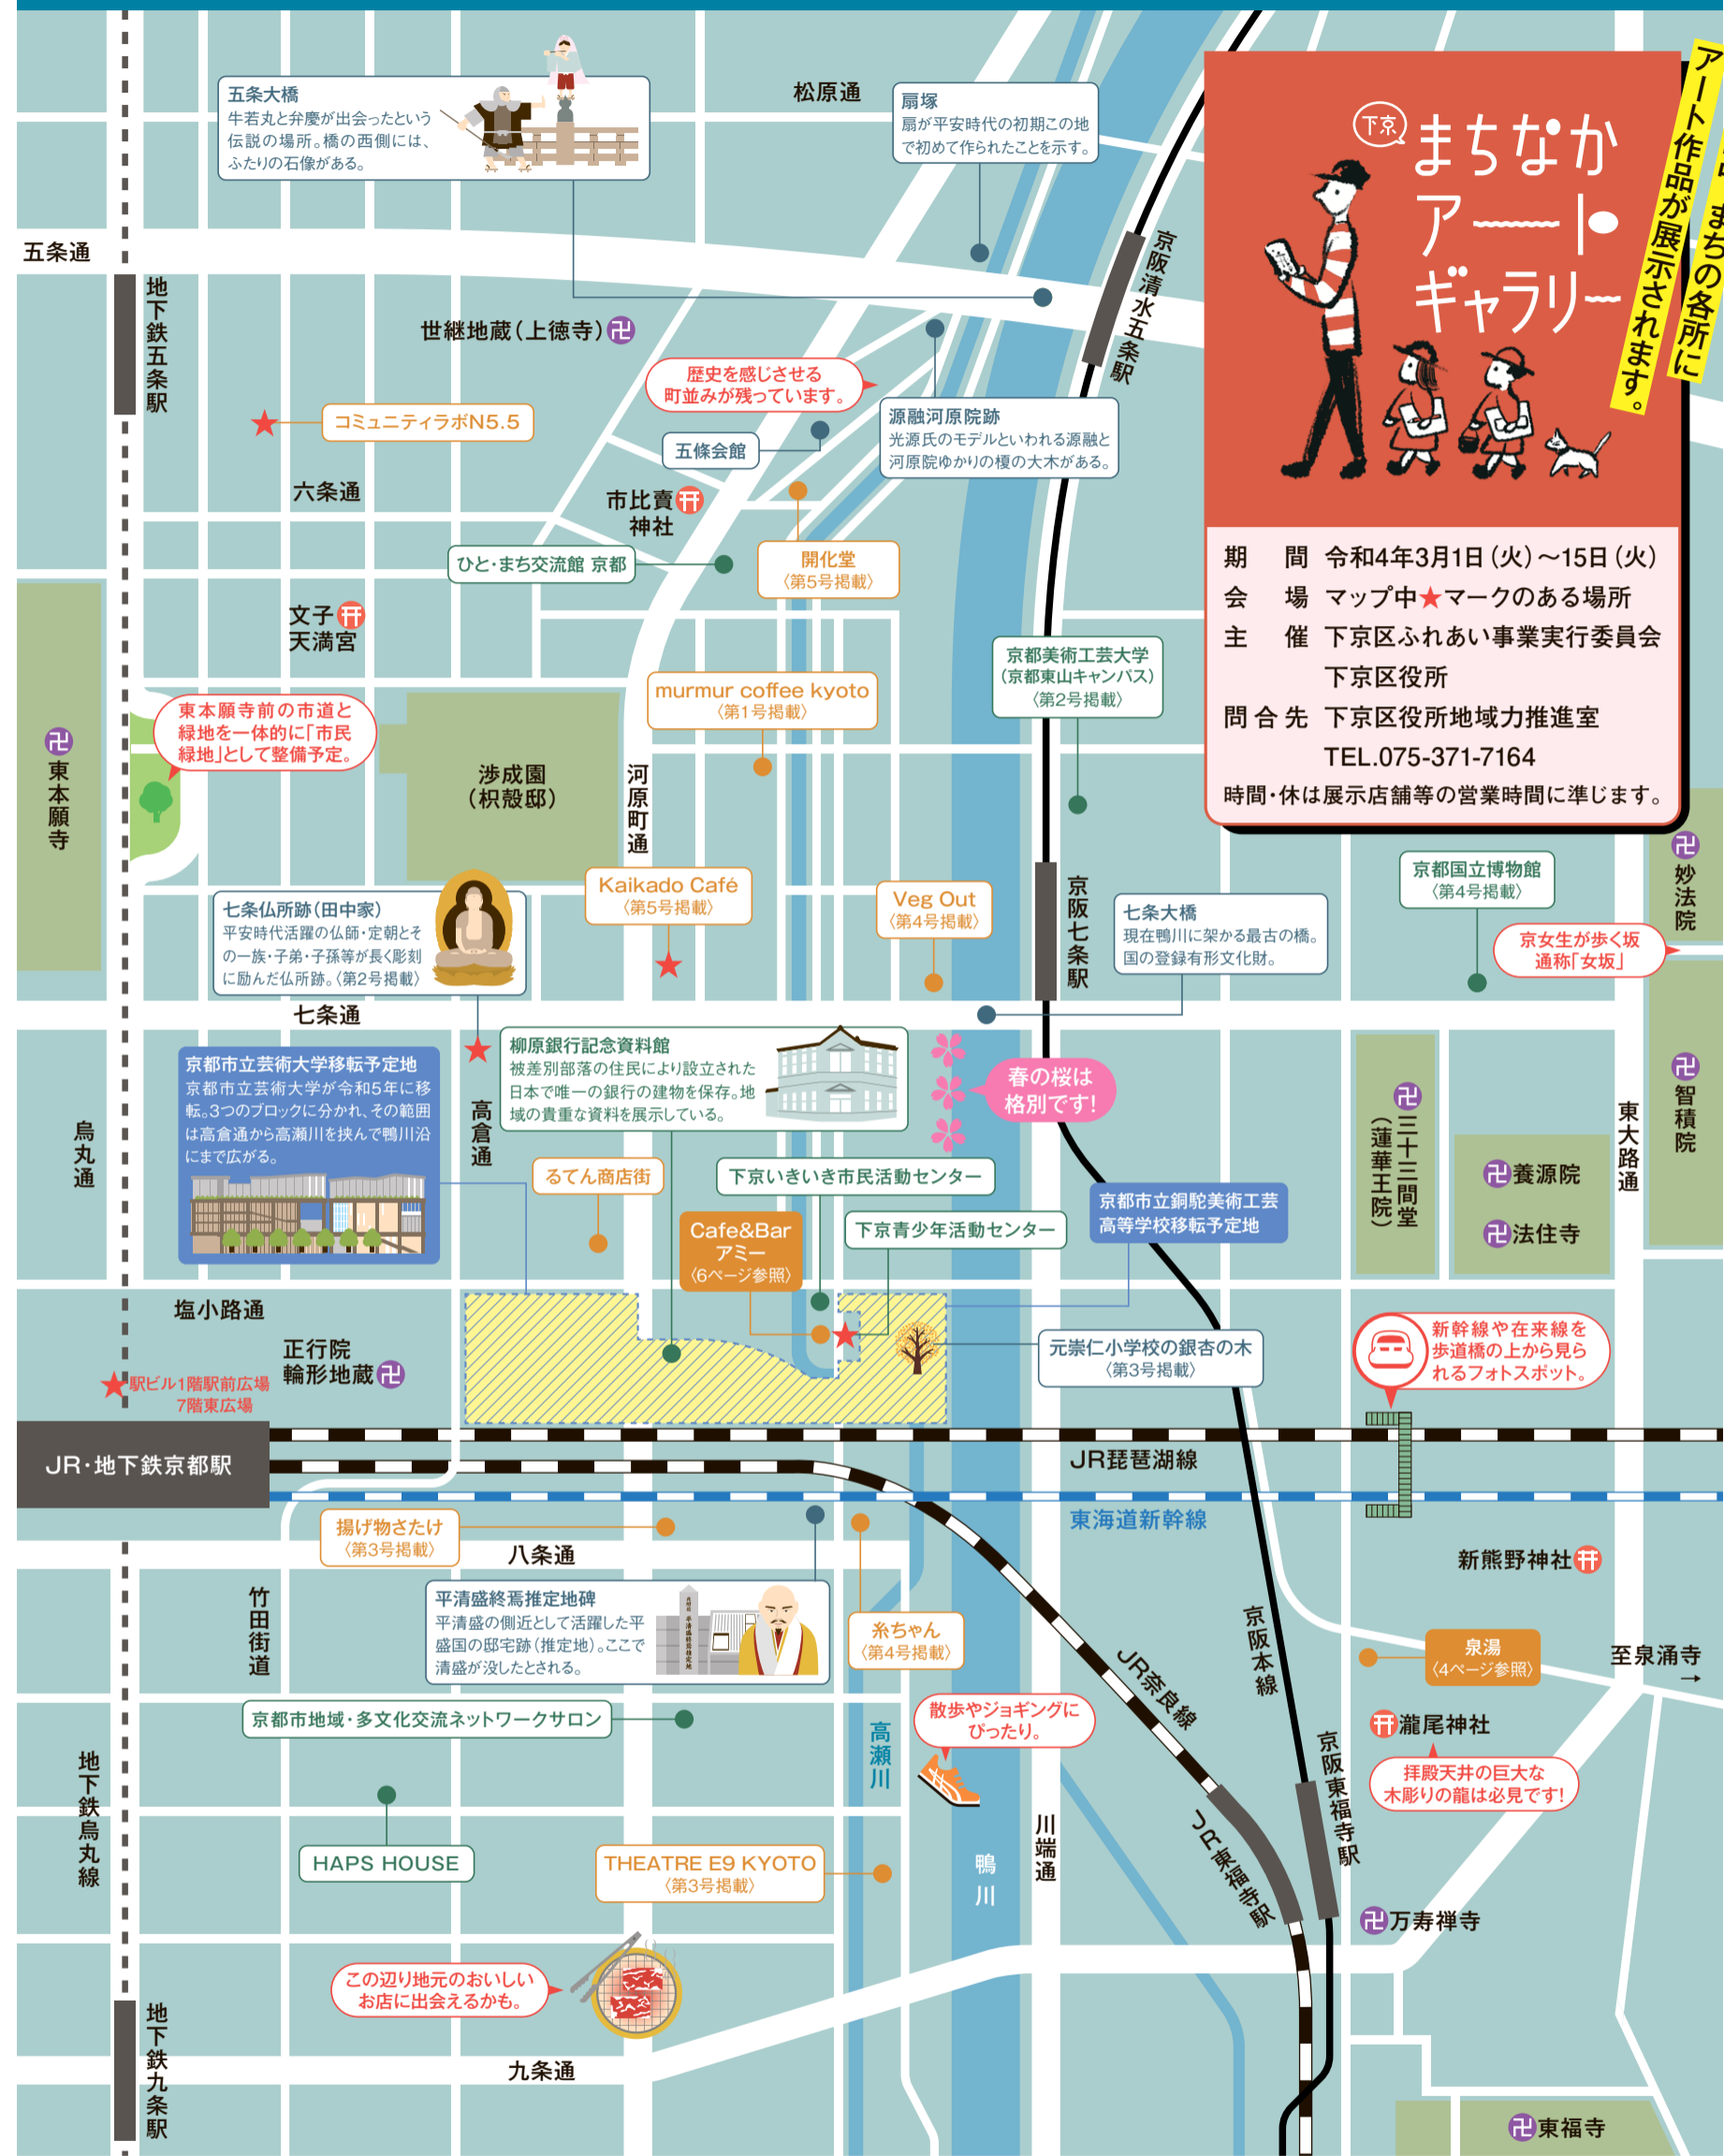 五条大橋
牛若丸と弁慶が出会ったという
伝説の場所。橋の西側には、
ふたりの石像がある。
松原通
扇塚
扇が平安時代の初期この地
で初めて作られたことを示す。
下京
まちなか
アート
ギャラリー
まちの各所に
アート作品が展示されます。
期間 令和4年3月1日(火)〜15日(火)
会場 マップ中★マークのある場所
主催 下京区ふれあい事業実行委員会
下京区役所
問合先 下京区役所地域力推進室
TEL.075-371-7164
時間・休は展示店舗等の営業時間に準じます。
五条通
地下鉄五条駅
世継地蔵(上徳寺)
京阪清水五条駅
歴史を感じさせる
町並みが残っています。
コミュニティラボN5.5
五條会館
源融河原院跡
光源氏のモデルといわれる源融と
河原院ゆかりの榎の大木がある。
六条通
市比賣
神社
ひと・まち交流館 京都
開化堂
〈第5号掲載〉
文子
天満宮
東本願寺
東本願寺前の市道と
緑地を一体的に「市民
緑地」として整備予定。
渉成園
(枳殻邸)
河原町通
murmur coffee kyoto
〈第1号掲載〉
京都美術工芸大学
(京都東山キャンパス)
〈第2号掲載〉
七条仏所跡(田中家)
平安時代活躍の仏師・定朝とそ
の一族・子弟・子孫等が長く彫刻
に励んだ仏所跡。〈第2号掲載〉
Kaikado Café
〈第5号掲載〉
Veg Out
〈第4号掲載〉
京阪七条駅
七条大橋
現在鴨川に架かる最古の橋。
国の登録有形文化財。
京都国立博物館
〈第4号掲載〉
妙法院
京女生が歩く坂
通称「女坂」
七条通
京都市立芸術大学移転予定地
京都市立芸術大学が令和5年に移
転。3つのブロックに分かれ、その範囲
は高倉通から高瀬川を挟んで鴨川沿
にまで広がる。
烏丸通
高倉通
柳原銀行記念資料館
被差別部落の住民により設立された
日本で唯一の銀行の建物を保存。地
域の貴重な資料を展示している。
春の桜は
格別です!
三十三間堂
(蓮華王院)
東大路通
智積院
養源院
法住寺
るてん商店街
下京いきいき市民活動センター
Cafe&Bar
アミー
〈6ページ参照〉
下京青少年活動センター
京都市立銅駝美術工芸
高等学校移転予定地
塩小路通
正行院
輪形地蔵
駅ビル1階駅前広場
7階東広場
元崇仁小学校の銀杏の木
〈第3号掲載〉
新幹線や在来線を
歩道橋の上から見ら
れるフォトスポット。
JR・地下鉄京都駅
JR琵琶湖線
東海道新幹線
揚げ物さたけ
〈第3号掲載〉
八条通
新熊野神社
竹田街道
平清盛終焉推定地碑
平清盛の側近として活躍した平
盛国の邸宅跡(推定地)。ここで
清盛が没したとされる。
糸ちゃん
〈第4号掲載〉
JR奈良線
京阪本線
泉湯
〈4ページ参照〉
至泉涌寺
→
京都市地域・多文化交流ネットワークサロン
高瀬川
散歩やジョギングに
ぴったり。
瀧尾神社
拝殿天井の巨大な
木彫りの龍は必見です!
地下鉄烏丸線
HAPS HOUSE
THEATRE E9 KYOTO
〈第3号掲載〉
鴨川
川端通
JR東福寺駅
京阪東福寺駅
万寿禅寺
この辺り地元のおいしい
お店に出会えるかも。
地下鉄九条駅
九条通
東福寺